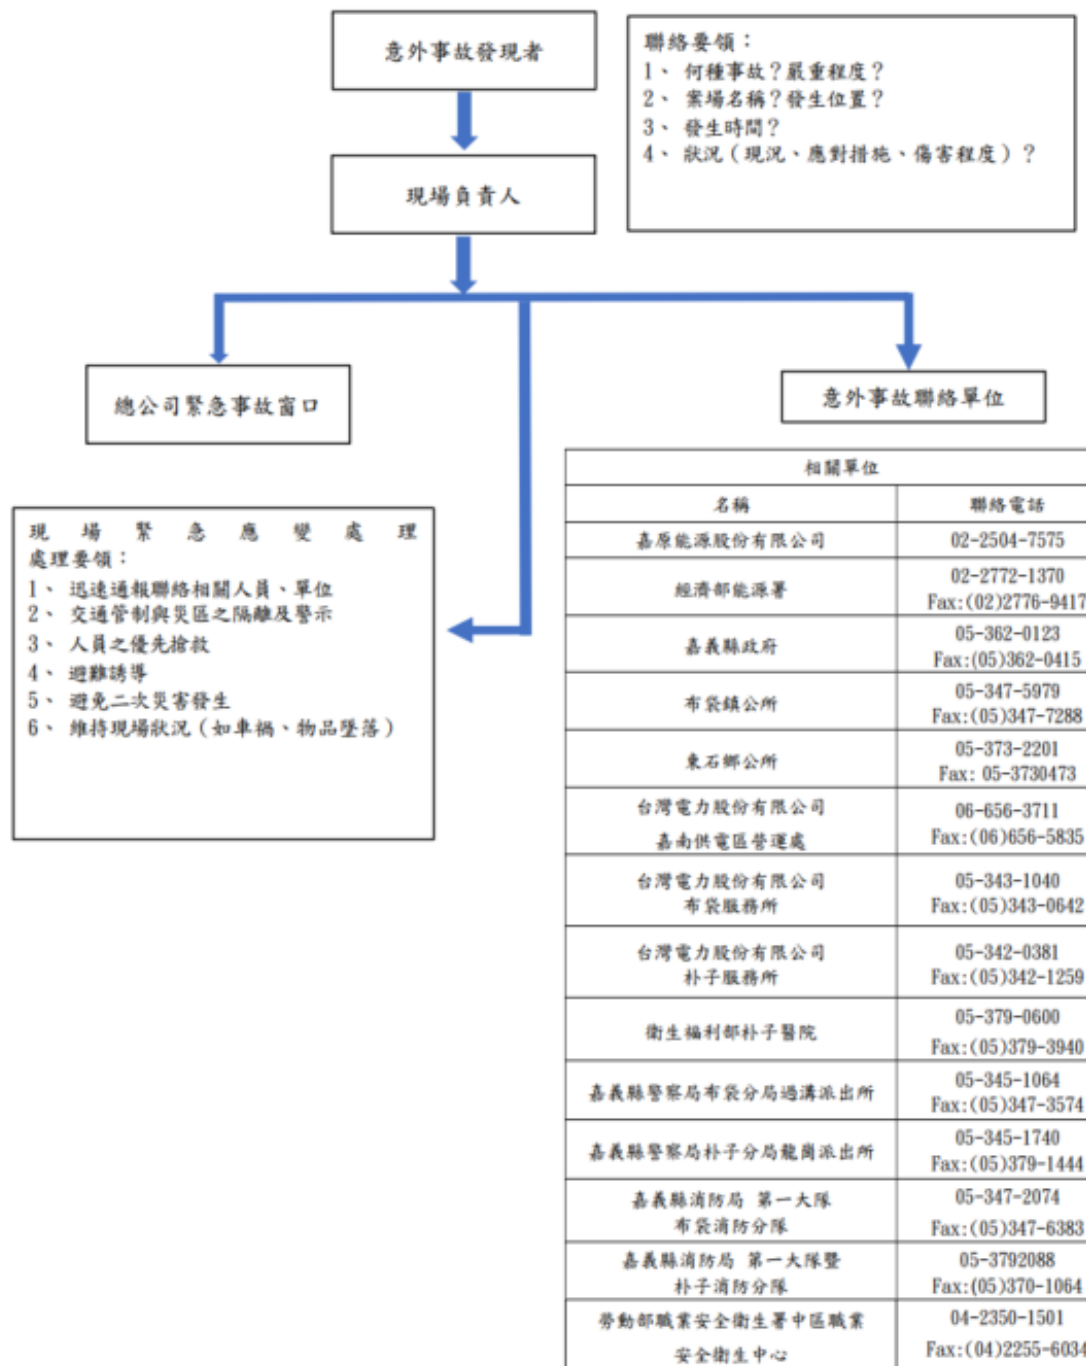 意外事故發現者
聯絡要領：
1、 何種事故？嚴重程度？
2、 案場名稱？發生位置？
3、 發生時間？
4、 狀況（現況、應對措施、傷害程度）？
現場負責人
總公司緊急事故窗口
意外事故聯絡單位
現場緊急應變處理
處理要領：
1、 迅速通報聯絡相關人員、單位
2、 交通管制與災區之隔離及警示
3、 人員之優先搶救
4、 避難誘導
5、 避免二次災害發生
6、 維持現場狀況（如車禍、物品墜落）
相關單位
名稱 聯絡電話
嘉原能源股份有限公司 02-2504-7575
經濟部能源署 02-2772-1370
Fax:(02)2776-9417
嘉義縣政府 05-362-0123
Fax:(05)362-0415
布袋鎮公所 05-347-5979
Fax:(05)347-7288
東石鄉公所 05-373-2201
Fax: 05-3730473
台灣電力股份有限公司 06-656-3711
嘉南供電區營運處 Fax:(06)656-5835
台灣電力股份有限公司 05-343-1040
布袋服務所 Fax:(05)343-0642
台灣電力股份有限公司 05-342-0381
朴子服務所 Fax:(05)342-1259
衛生福利部朴子醫院 05-379-0600
Fax:(05)379-3940
嘉義縣警察局布袋分局過溝派出所 05-345-1064
Fax:(05)347-3574
嘉義縣警察局朴子分局龍崗派出所 05-345-1740
Fax:(05)379-1444
嘉義縣消防局 第一大隊 05-347-2074
布袋消防分隊 Fax:(05)347-6383
嘉義縣消防局 第一大隊暨 05-3792088
朴子消防分隊 Fax:(05)370-1064
勞動部職業安全衛生署中區職業 04-2350-1501
安全衛生中心 Fax:(04)2255-6034